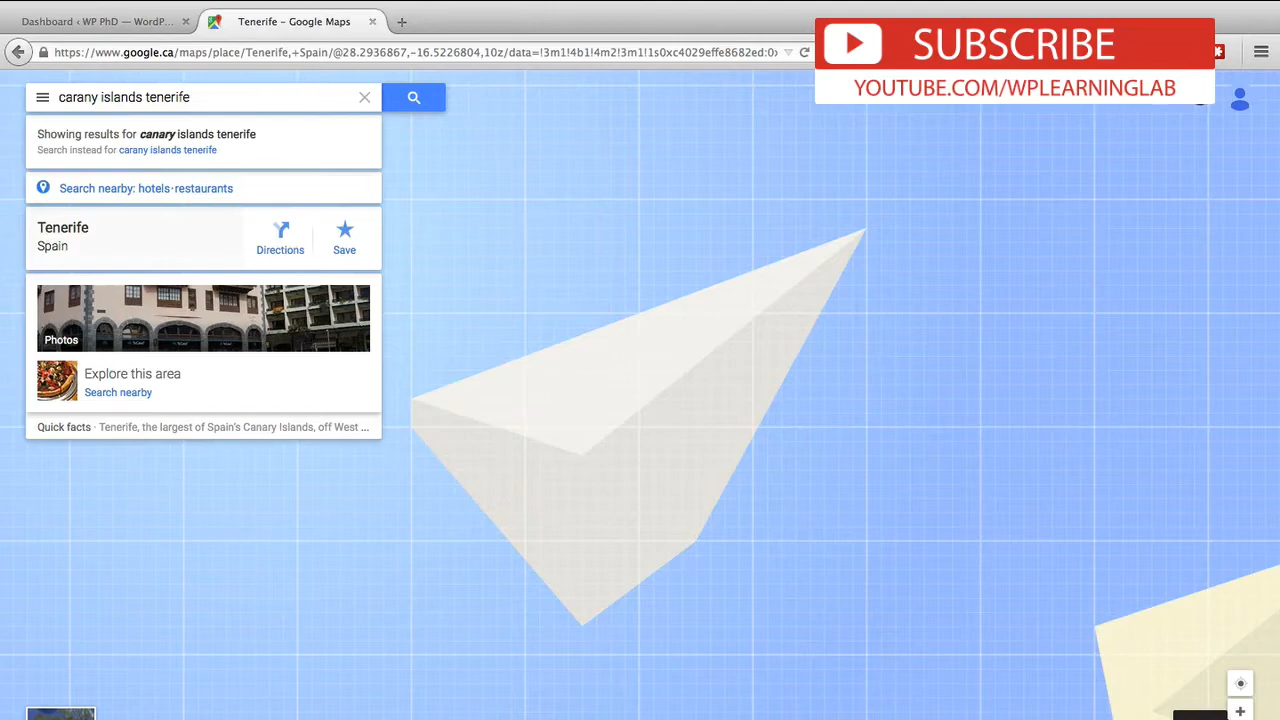 Dashboard ‹ WP PhD — WordP...
Tenerife - Google Maps
https://www.google.ca/maps/place/Tenerife,+Spain/@28.2936867,-16.5226804,10z/data=!3m1!4b1!4m2!3m1!1s0xc4029effe8682ed:0x
SUBSCRIBE
YOUTUBE.COM/WPLEARNINGLAB
carany islands tenerife
Showing results for canary islands tenerife
Search instead for carany islands tenerife
Search nearby: hotels·restaurants
Tenerife
Spain
Directions
Save
Photos
Explore this area
Search nearby
Quick facts · Tenerife, the largest of Spain's Canary Islands, off West ...